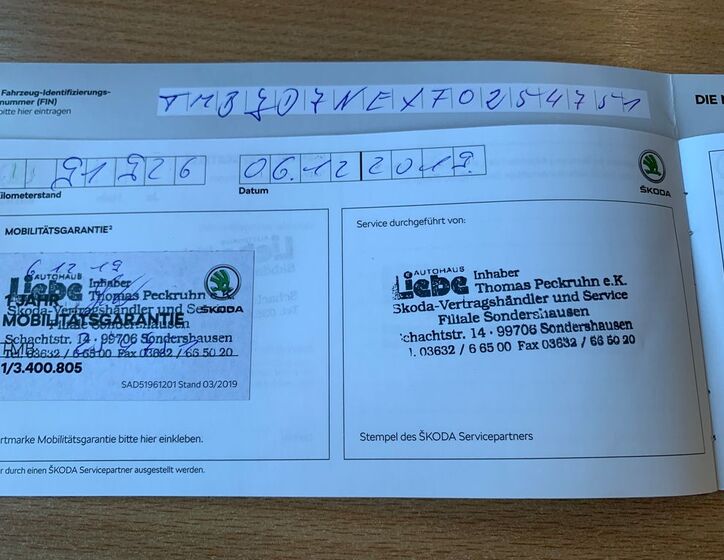 Fahrzeug-Identifizierungs-
nummer (FIN)
bitte hier eintragen
TMBJD7NEX70254751
DIE
91926
06.12 2019.
Kilometerstand
Datum
ŠKODA
MOBILITÄTSGARANTIE²
Service durchgeführt von:
6.12.19
AUTOHAUS
Liebe Inhaber
1 JAHR Thomas Peckruhn e.K.
Skoda-Vertragshändler und Service
ŠKODA
MOBILITÄTSGARANTIE
Filiale Sondershausen
Schachtstr. 14 · 99706 Sondershausen
Tel. 03632 / 6 65 00 Fax 03632 / 66 50 20
TMB
1/3.400.805
SAD51961201 Stand 03/2019
AUTOHAUS
Liebe Inhaber
Thomas Peckruhn e.K.
Skoda-Vertragshändler und Service
Filiale Sondershausen
Schachtstr. 14 · 99706 Sondershausen
l. 03632 / 6 65 00 Fax 03632 / 66 50 20
ertmarke Mobilitätsgarantie bitte hier einkleben.
Stempel des ŠKODA Servicepartners
r durch einen ŠKODA Servicepartner ausgestellt werden.